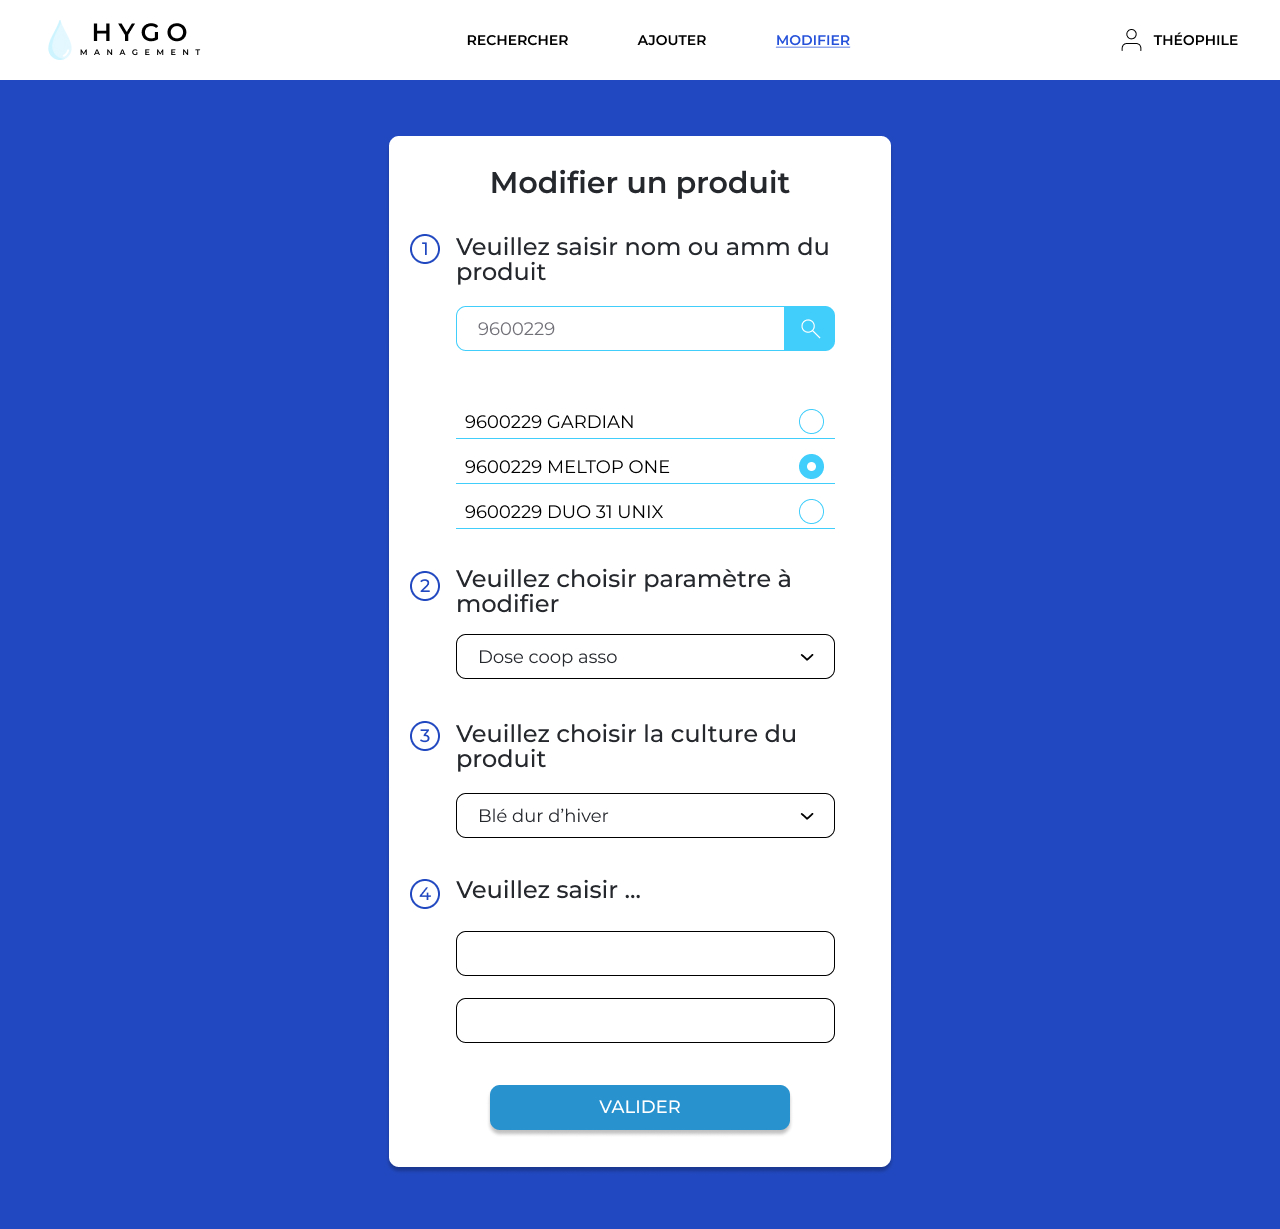 HYGO
MANAGEMENT
RECHERCHER
AJOUTER
MODIFIER
THÉOPHILE
Modifier un produit
1
Veuillez saisir nom ou amm du
produit
9600229
9600229 GARDIAN
9600229 MELTOP ONE
9600229 DUO 31 UNIX
2
Veuillez choisir paramètre à
modifier
Dose coop asso
3
Veuillez choisir la culture du
produit
Blé dur d’hiver
4
Veuillez saisir ...
VALIDER